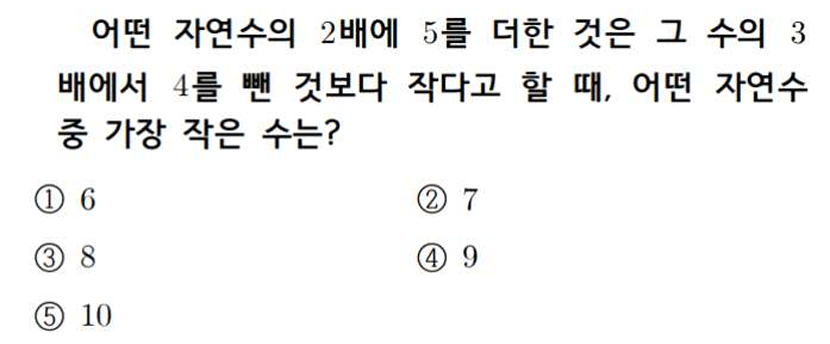 어떤 자연수의 2배에 5를 더한 것은 그 수의 3
배에서 4를 뺀 것보다 작다고 할 때, 어떤 자연수
중 가장 작은 수는?
① 6 ② 7
③ 8 ④ 9
⑤ 10